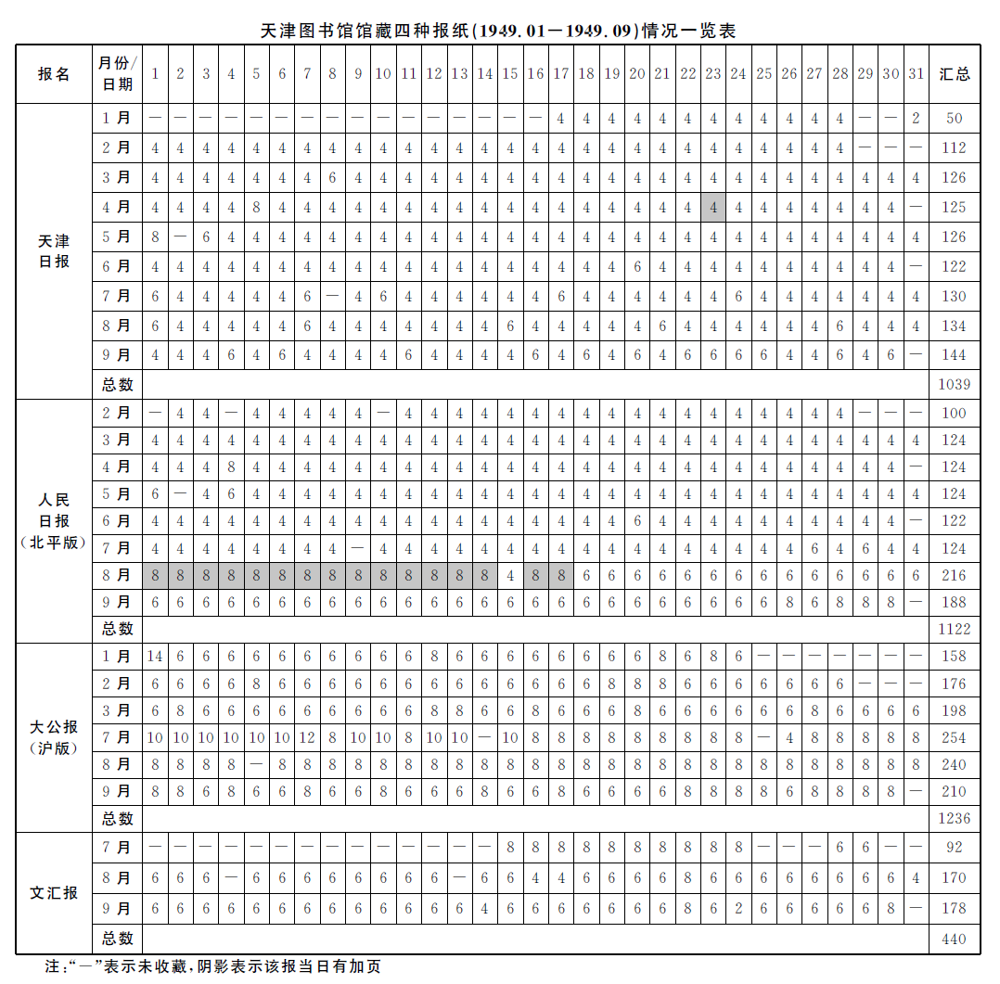 天津图书馆馆藏四种报纸(1949.01—1949.09)情况一览表
报名 月份/日期 1 2 3 4 5 6 7 8 9 10 11 12 13 14 15 16 17 18 19 20 21 22 23 24 25 26 27 28 29 30 31 汇总
天津日报
1月 — — — — — — — — — — — — — — — — 4 4 4 4 4 4 4 4 4 4 4 4 — — 2 50
2月 4 4 4 4 4 4 4 4 4 4 4 4 4 4 4 4 4 4 4 4 4 4 4 4 4 4 4 4 — — — 112
3月 4 4 4 4 4 4 4 6 4 4 4 4 4 4 4 4 4 4 4 4 4 4 4 4 4 4 4 4 4 4 4 126
4月 4 4 4 4 8 4 4 4 4 4 4 4 4 4 4 4 4 4 4 4 4 4 4 4 4 4 4 4 4 4 — 125
5月 8 — 6 4 4 4 4 4 4 4 4 4 4 4 4 4 4 4 4 4 4 4 4 4 4 4 4 4 4 4 4 126
6月 4 4 4 4 4 4 4 4 4 4 4 4 4 4 4 4 4 4 4 6 4 4 4 4 4 4 4 4 4 4 — 122
7月 6 4 4 4 4 4 6 — 4 6 4 4 4 4 4 4 6 4 4 4 4 4 4 6 4 4 4 4 4 4 4 130
8月 6 4 4 4 4 4 6 4 4 4 4 4 4 4 6 4 4 4 4 4 6 4 4 4 4 4 4 6 4 4 4 134
9月 4 4 4 6 4 6 4 4 4 4 6 4 4 4 4 6 4 6 4 6 4 6 6 6 6 4 4 6 4 6 — 144
总数 1039
人民日报(北平版)
2月 — 4 4 — 4 4 4 4 4 — 4 4 4 4 4 4 4 4 4 4 4 4 4 4 4 4 4 4 — — — 100
3月 4 4 4 4 4 4 4 4 4 4 4 4 4 4 4 4 4 4 4 4 4 4 4 4 4 4 4 4 4 4 4 124
4月 4 4 4 8 4 4 4 4 4 4 4 4 4 4 4 4 4 4 4 4 4 4 4 4 4 4 4 4 4 4 — 124
5月 6 — 4 6 4 4 4 4 4 4 4 4 4 4 4 4 4 4 4 4 4 4 4 4 4 4 4 4 4 4 4 124
6月 4 4 4 4 4 4 4 4 4 4 4 4 4 4 4 4 4 4 4 6 4 4 4 4 4 4 4 4 4 4 — 122
7月 4 4 4 4 4 4 4 4 — 4 4 4 4 4 4 4 4 4 4 4 4 4 4 4 4 4 6 4 6 4 4 124
8月 8 8 8 8 8 8 8 8 8 8 8 8 8 8 4 8 8 6 6 6 6 6 6 6 6 6 6 6 6 6 6 216
9月 6 6 6 6 6 6 6 6 6 6 6 6 6 6 6 6 6 6 6 6 6 6 6 6 6 8 6 8 8 8 — 188
总数 1122
大公报(沪版)
1月 14 6 6 6 6 6 6 6 6 6 6 8 6 6 6 6 6 6 6 6 8 6 8 6 — — — — — — — 158
2月 6 6 6 6 8 6 6 6 6 6 6 6 6 6 6 6 6 6 8 8 8 6 6 6 6 6 6 6 — — — 176
3月 6 8 6 6 6 6 6 6 6 6 6 8 8 6 6 8 6 6 6 8 6 6 6 6 6 6 8 6 6 6 6 198
7月 10 10 10 10 10 10 12 8 10 10 8 10 10 — 10 8 8 8 8 8 8 8 8 8 — 4 8 8 8 8 8 254
8月 8 8 8 8 — 8 8 8 8 8 8 8 8 8 8 8 8 8 8 8 8 8 8 8 8 8 8 8 8 8 8 240
9月 8 8 6 8 6 6 8 6 6 8 6 6 6 8 6 6 8 6 6 6 6 8 8 8 8 6 8 8 8 8 — 210
总数 1236
文汇报
7月 — — — — — — — — — — — — — — 8 8 8 8 8 8 8 8 8 8 — — — 6 6 — — 92
8月 6 6 6 — 6 6 6 6 6 6 6 6 — 6 6 4 4 6 6 6 6 8 6 6 6 6 6 6 6 6 4 170
9月 6 6 6 6 6 6 6 6 6 6 6 6 6 4 6 6 6 6 6 6 6 8 6 2 6 6 6 6 6 8 — 178
总数 440
注:“—”表示未收藏,阴影表示该报当日有加页